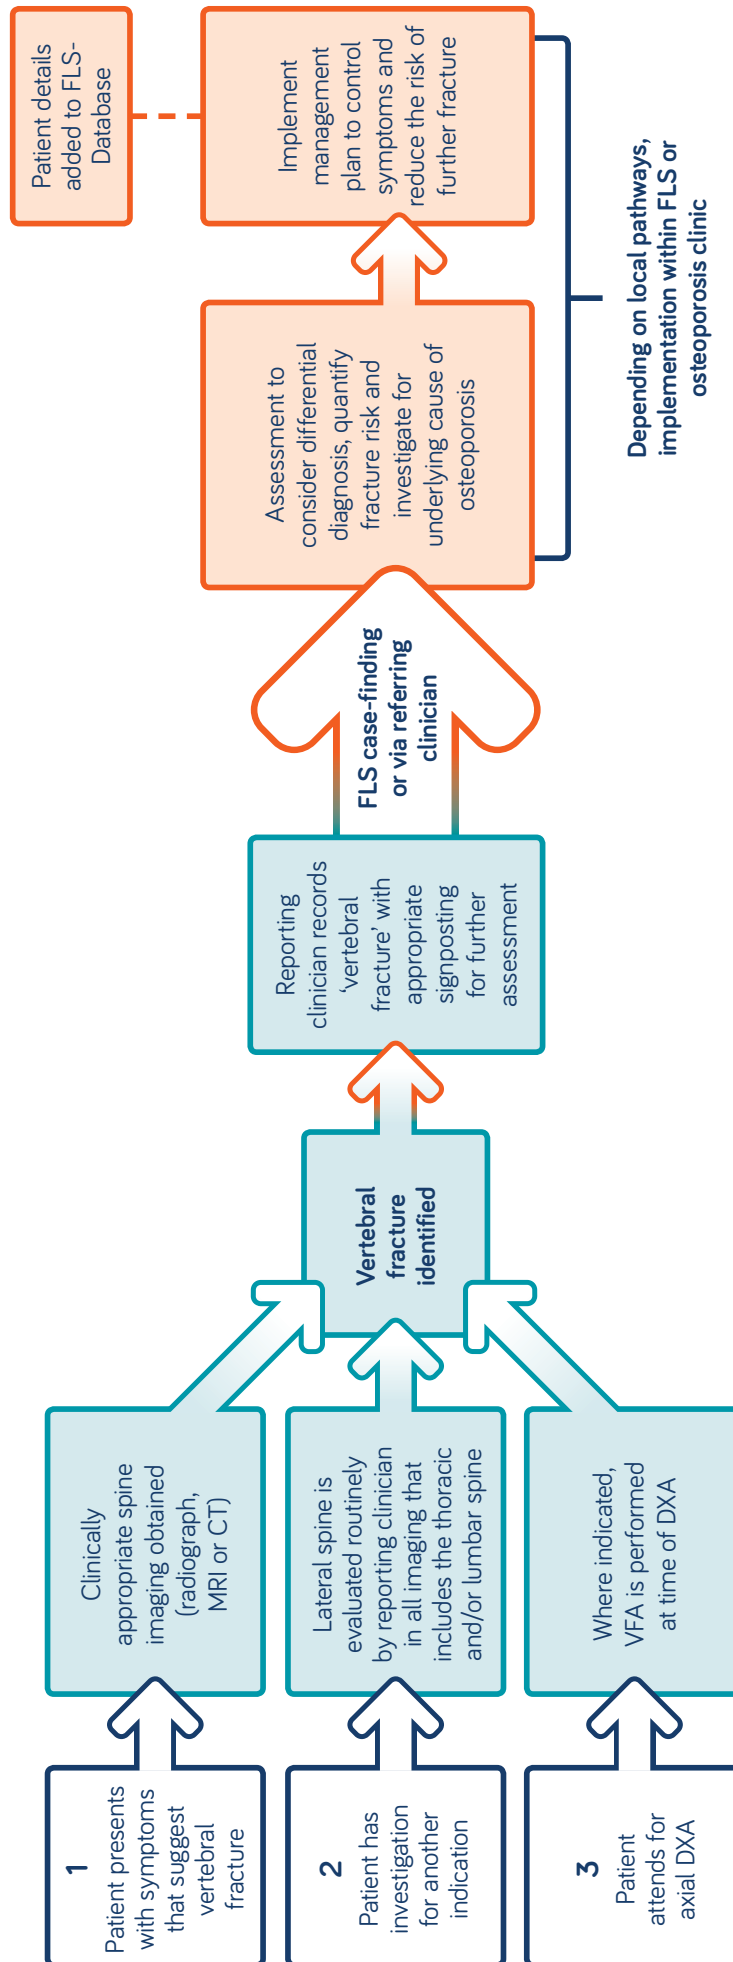 1
Patient presents
with symptoms
that suggest
vertebral
fracture
Clinically
appropriate spine
imaging obtained
(radiograph,
MRI or CT)
2
Patient has
investigation
for another
indication
Lateral spine is
evaluated routinely
by reporting clinician
in all imaging that
includes the thoracic
and/or lumbar spine
3
Patient
attends for
axial DXA
Where indicated,
VFA is performed
at time of DXA
Vertebral
fracture
identified
Reporting
clinician records
‘vertebral
fracture’ with
appropriate
signposting
for further
assessment
FLS case-finding
or via referring
clinician
Assessment to
consider differential
diagnosis, quantify
fracture risk and
investigate for
underlying cause of
osteoporosis
Implement
management
plan to control
symptoms and
reduce the risk of
further fracture
Patient details
added to FLS-
Database
Depending on local pathways,
implementation within FLS or
osteoporosis clinic